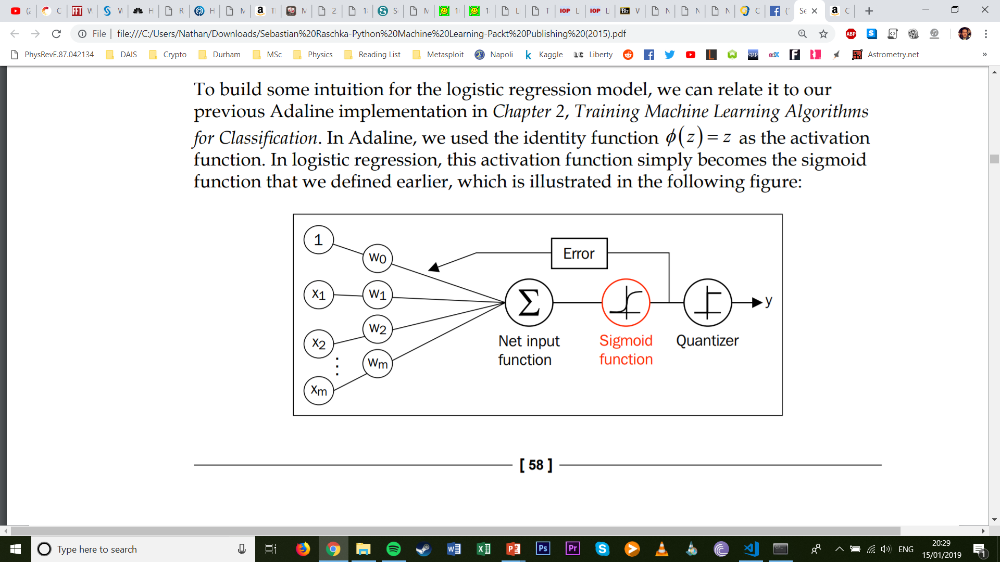 File
file:///C:/Users/Nathan/Downloads/Sebastian%20Raschka-Python%20Machine%20Learning-Packt%20Publishing%20(2015).pdf
PhysRevE.87.042134 DAIS Crypto Durham MSc Physics Reading List Metasploit Napoli Kaggle Liberty Astrometry.net »
To build some intuition for the logistic regression model, we can relate it to our
previous Adaline implementation in Chapter 2, Training Machine Learning Algorithms
for Classification. In Adaline, we used the identity function ϕ(z) = z as the activation
function. In logistic regression, this activation function simply becomes the sigmoid
function that we defined earlier, which is illustrated in the following figure:
1
w0
Error
x1
w1
Σ
y
x2
w2
Net input
function
Sigmoid
function
Quantizer
wm
xm
[ 58 ]
Type here to search
ENG
20:29
15/01/2019
1